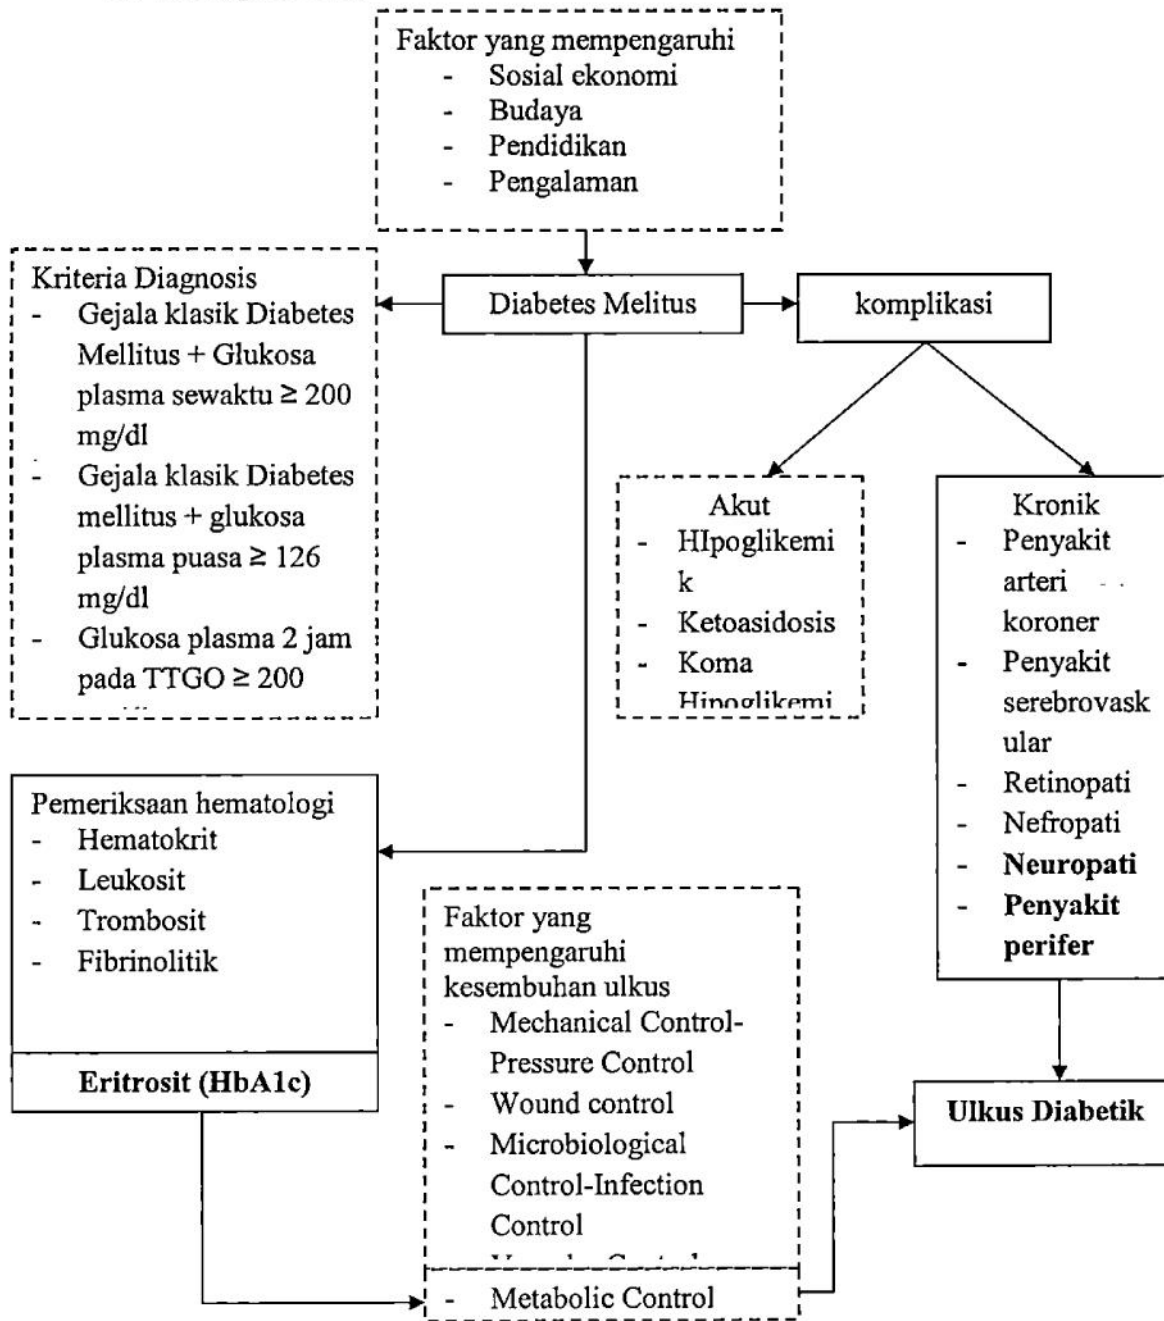 Faktor yang mempengaruhi
- Sosial ekonomi
- Budaya
- Pendidikan
- Pengalaman
Kriteria Diagnosis
- Gejala klasik Diabetes
Mellitus + Glukosa
plasma sewaktu ≥ 200
mg/dl
- Gejala klasik Diabetes
mellitus + glukosa
plasma puasa ≥ 126
mg/dl
- Glukosa plasma 2 jam
pada TTGO ≥ 200
Diabetes Melitus
komplikasi
Akut
- HIpoglikemi
k
- Ketoasidosis
- Koma
Hipoglikemi
Kronik
- Penyakit
arteri
koroner
- Penyakit
serebrovask
ular
- Retinopati
- Nefropati
- Neuropati
- Penyakit
perifer
Pemeriksaan hematologi
- Hematokrit
- Leukosit
- Trombosit
- Fibrinolitik
Eritrosit (HbA1c)
Faktor yang
mempengaruhi
kesembuhan ulkus
- Mechanical Control-
Pressure Control
- Wound control
- Microbiological
Control-Infection
Control
- Metabolic Control
Ulkus Diabetik